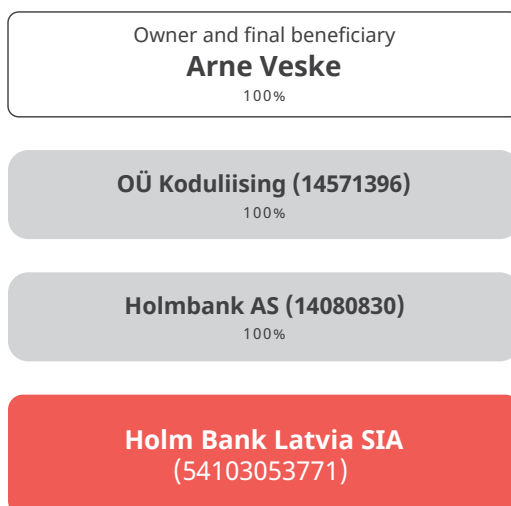 Owner and final beneficiary
Arne Veske
100%
OÜ Koduliising (14571396)
100%
Holmbank AS (14080830)
100%
Holm Bank Latvia SIA
(54103053771)